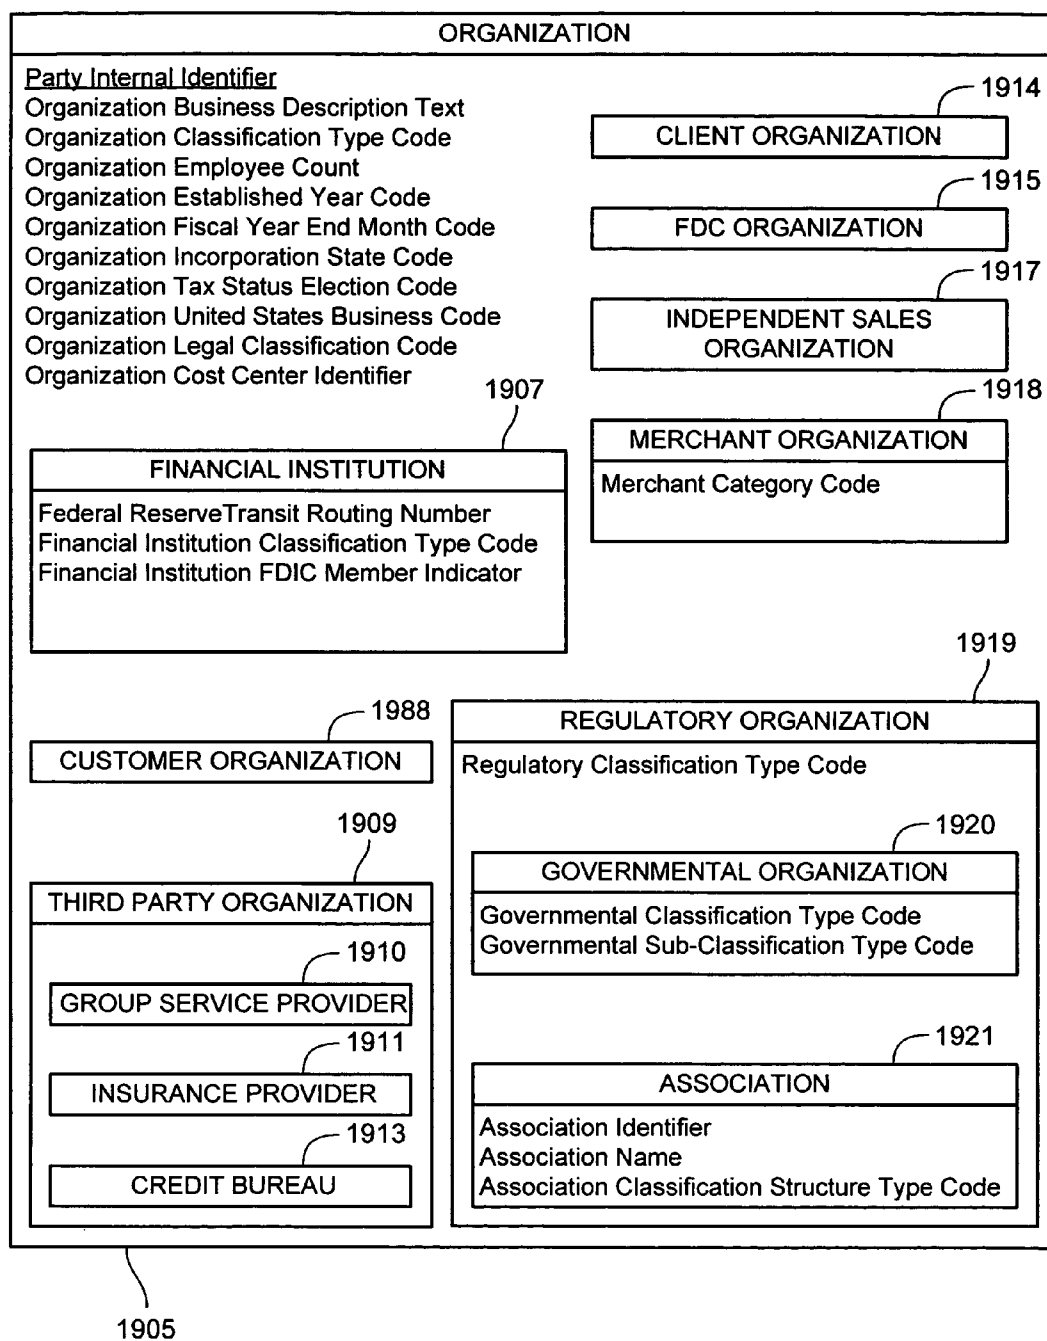 ORGANIZATION
Party Internal Identifier
Organization Business Description Text
Organization Classification Type Code
Organization Employee Count
Organization Established Year Code
Organization Fiscal Year End Month Code
Organization Incorporation State Code
Organization Tax Status Election Code
Organization United States Business Code
Organization Legal Classification Code
Organization Cost Center Identifier
1914
CLIENT ORGANIZATION
1915
FDC ORGANIZATION
1917
INDEPENDENT SALES
ORGANIZATION
1918
MERCHANT ORGANIZATION
Merchant Category Code
1907
FINANCIAL INSTITUTION
Federal ReserveTransit Routing Number
Financial Institution Classification Type Code
Financial Institution FDIC Member Indicator
1988
CUSTOMER ORGANIZATION
1909
THIRD PARTY ORGANIZATION
1910
GROUP SERVICE PROVIDER
1911
INSURANCE PROVIDER
1913
CREDIT BUREAU
1919
REGULATORY ORGANIZATION
Regulatory Classification Type Code
1920
GOVERNMENTAL ORGANIZATION
Governmental Classification Type Code
Governmental Sub-Classification Type Code
1921
ASSOCIATION
Association Identifier
Association Name
Association Classification Structure Type Code
1905